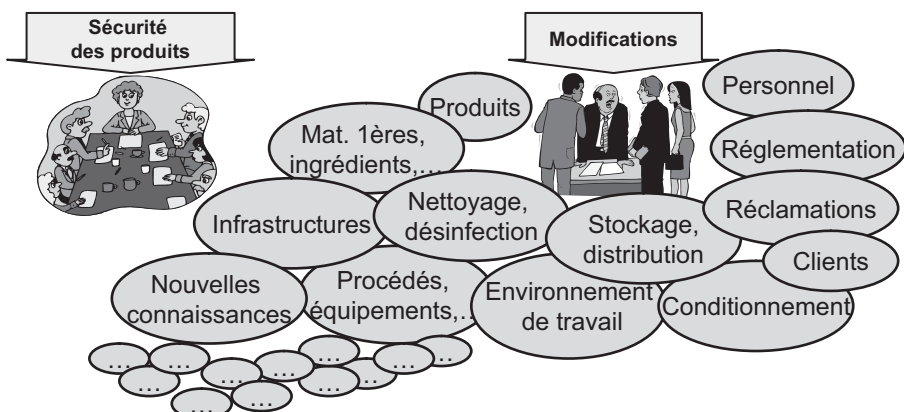 Sécurité
des produits
Modifications
Produits
Personnel
Mat. 1ères,
ingrédients,...
Réglementation
Infrastructures
Nettoyage,
désinfection
Stockage,
distribution
Réclamations
Clients
Nouvelles
connaissances
Procédés,
équipements,..
Environnement
de travail
Conditionnement
...
...
...
...
...
...
...
...
...
...
...
...